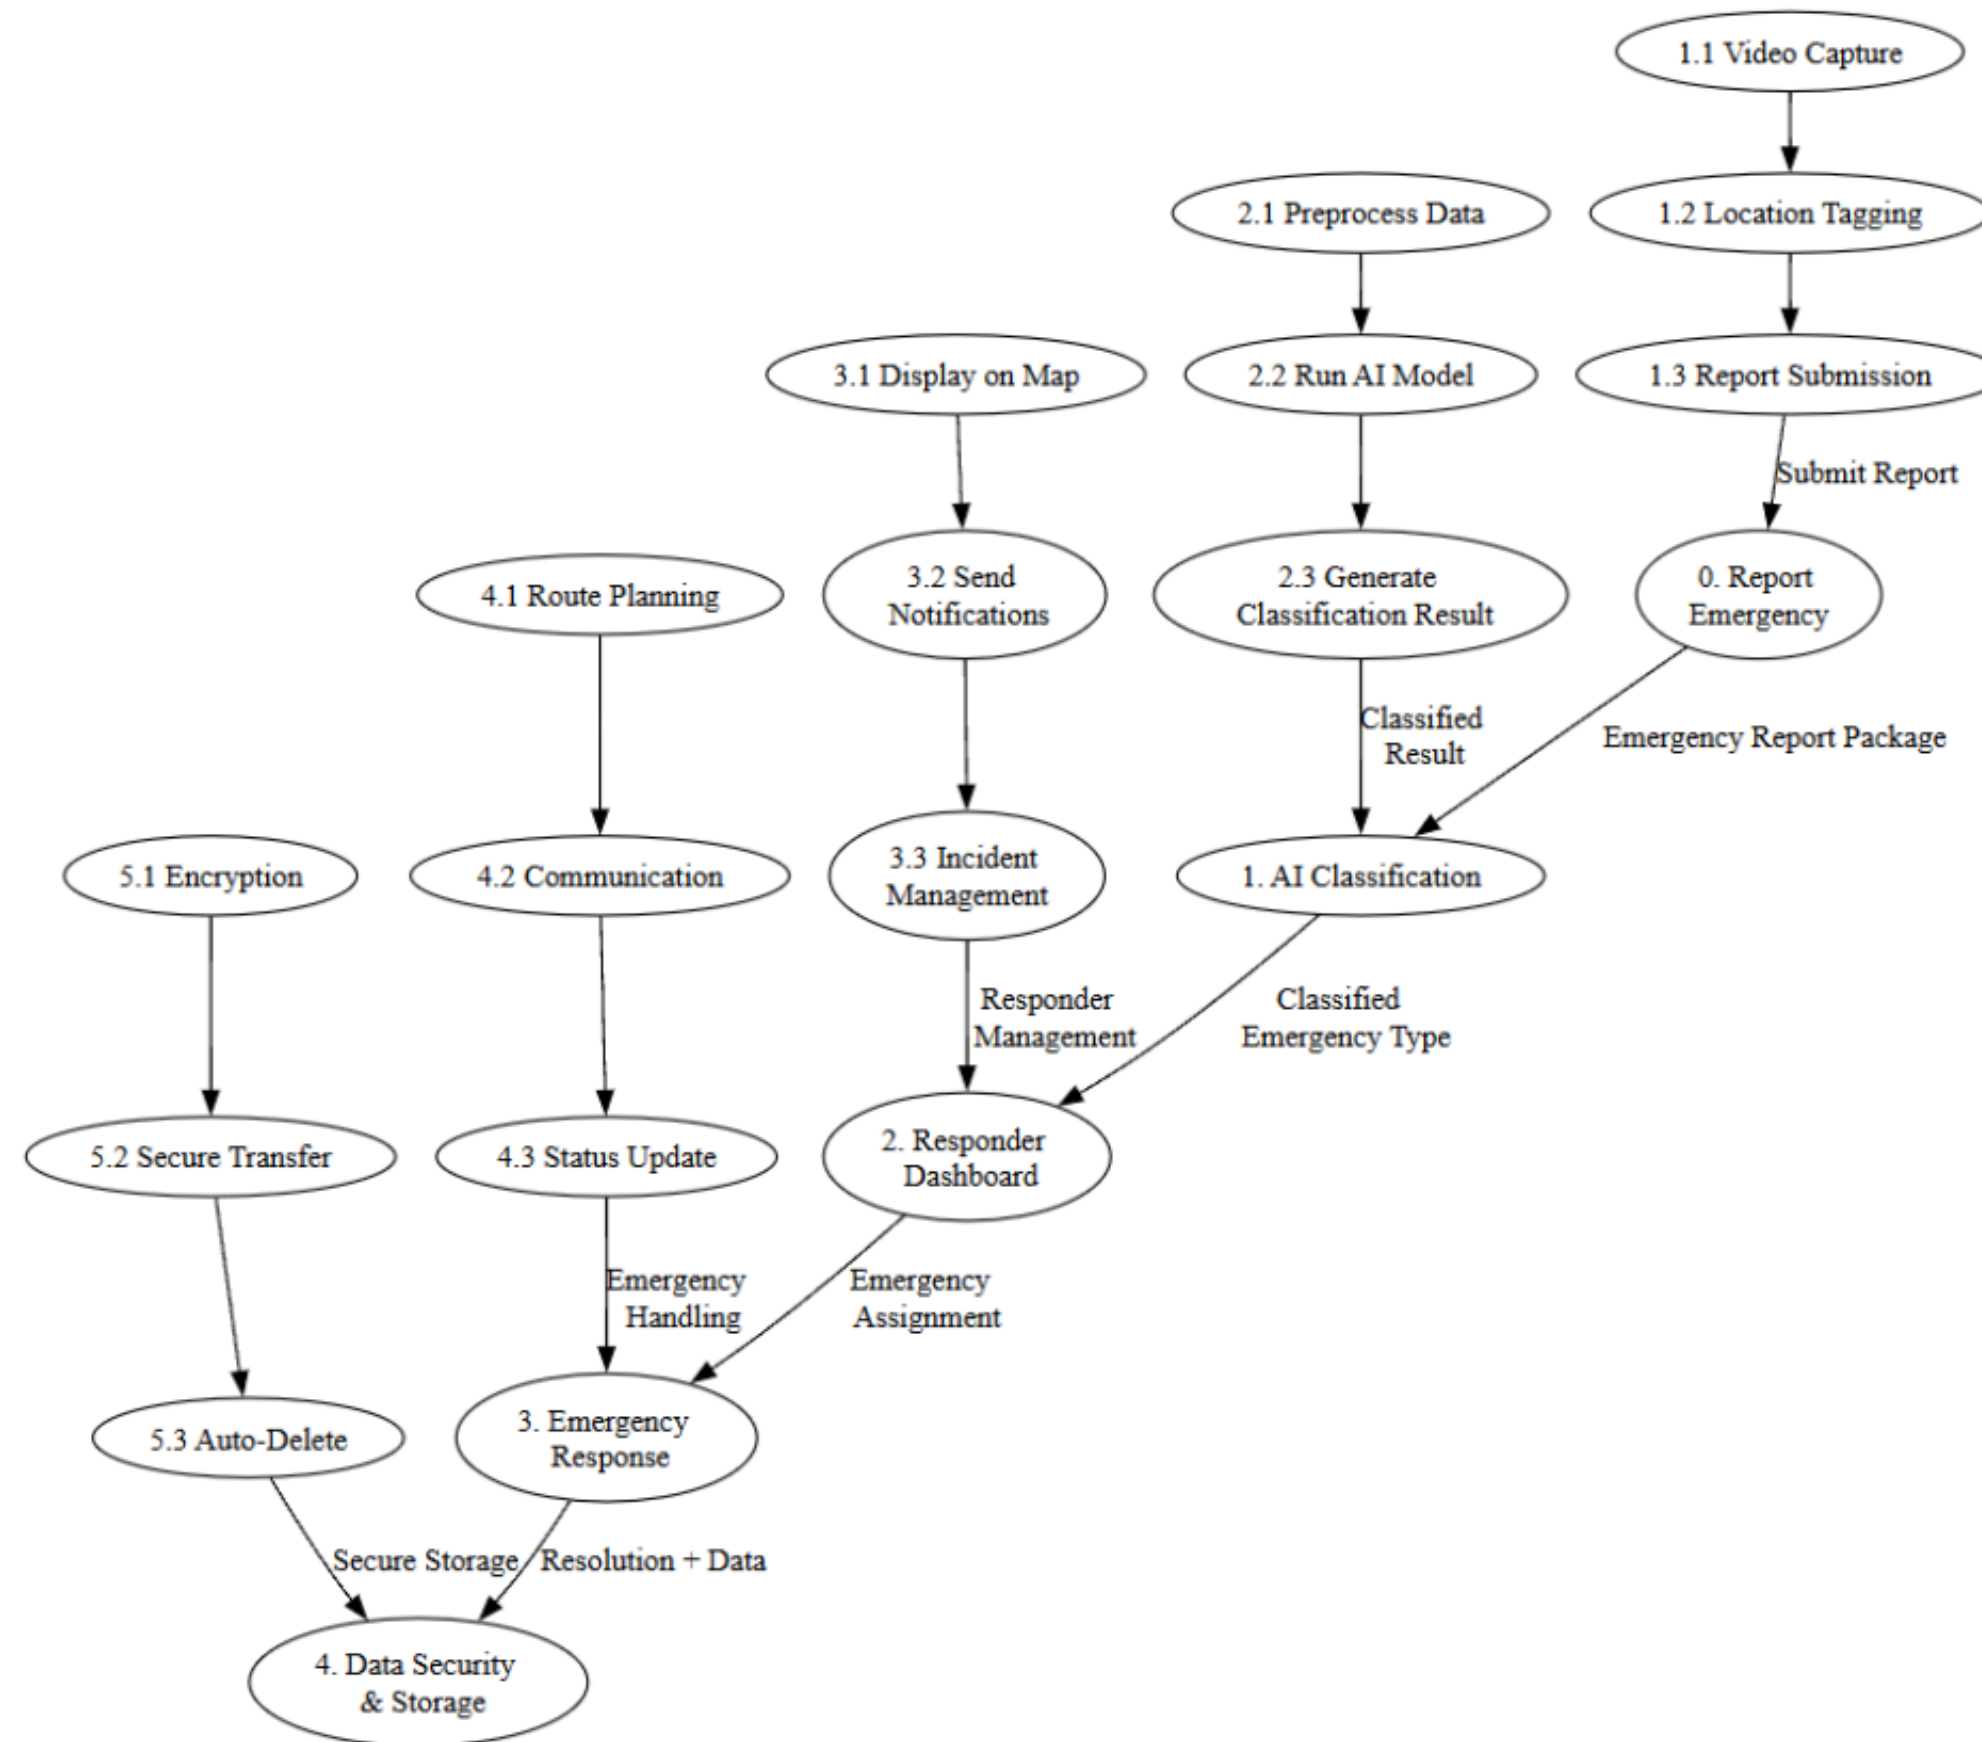 1.1 Video Capture
2.1 Preprocess Data
1.2 Location Tagging
3.1 Display on Map
2.2 Run AI Model
1.3 Report Submission
Submit Report
4.1 Route Planning
3.2 Send
Notifications
2.3 Generate
Classification Result
0. Report
Emergency
Classified
Result
Emergency Report Package
5.1 Encryption
4.2 Communication
3.3 Incident
Management
1. AI Classification
Responder
Management
Classified
Emergency Type
5.2 Secure Transfer
4.3 Status Update
2. Responder
Dashboard
Emergency
Handling
Emergency
Assignment
5.3 Auto-Delete
3. Emergency
Response
Secure Storage
Resolution + Data
4. Data Security
& Storage